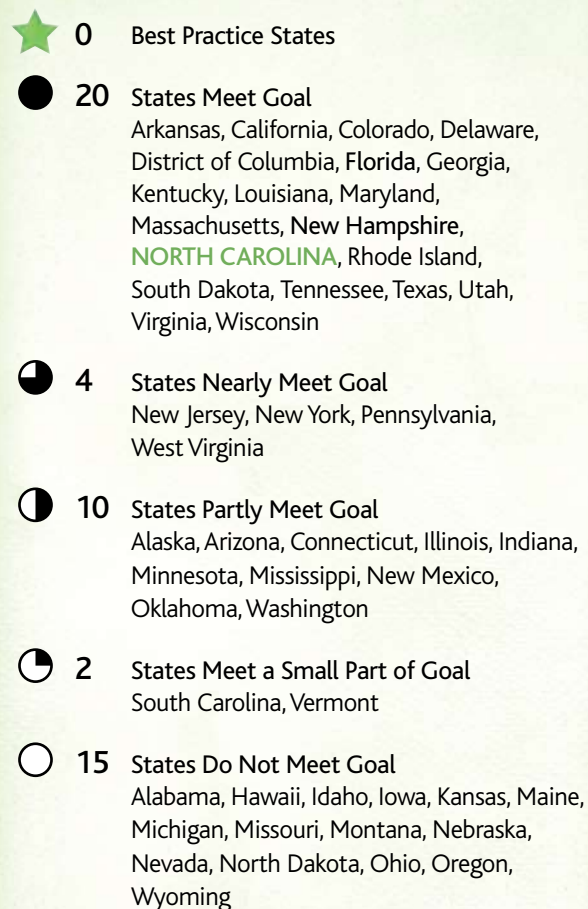 0 Best Practice States
20 States Meet Goal
Arkansas, California, Colorado, Delaware,
District of Columbia, Florida, Georgia,
Kentucky, Louisiana, Maryland,
Massachusetts, New Hampshire,
NORTH CAROLINA, Rhode Island,
South Dakota, Tennessee, Texas, Utah,
Virginia, Wisconsin
4 States Nearly Meet Goal
New Jersey, New York, Pennsylvania,
West Virginia
10 States Partly Meet Goal
Alaska, Arizona, Connecticut, Illinois, Indiana,
Minnesota, Mississippi, New Mexico,
Oklahoma, Washington
2 States Meet a Small Part of Goal
South Carolina, Vermont
15 States Do Not Meet Goal
Alabama, Hawaii, Idaho, Iowa, Kansas, Maine,
Michigan, Missouri, Montana, Nebraska,
Nevada, North Dakota, Ohio, Oregon,
Wyoming